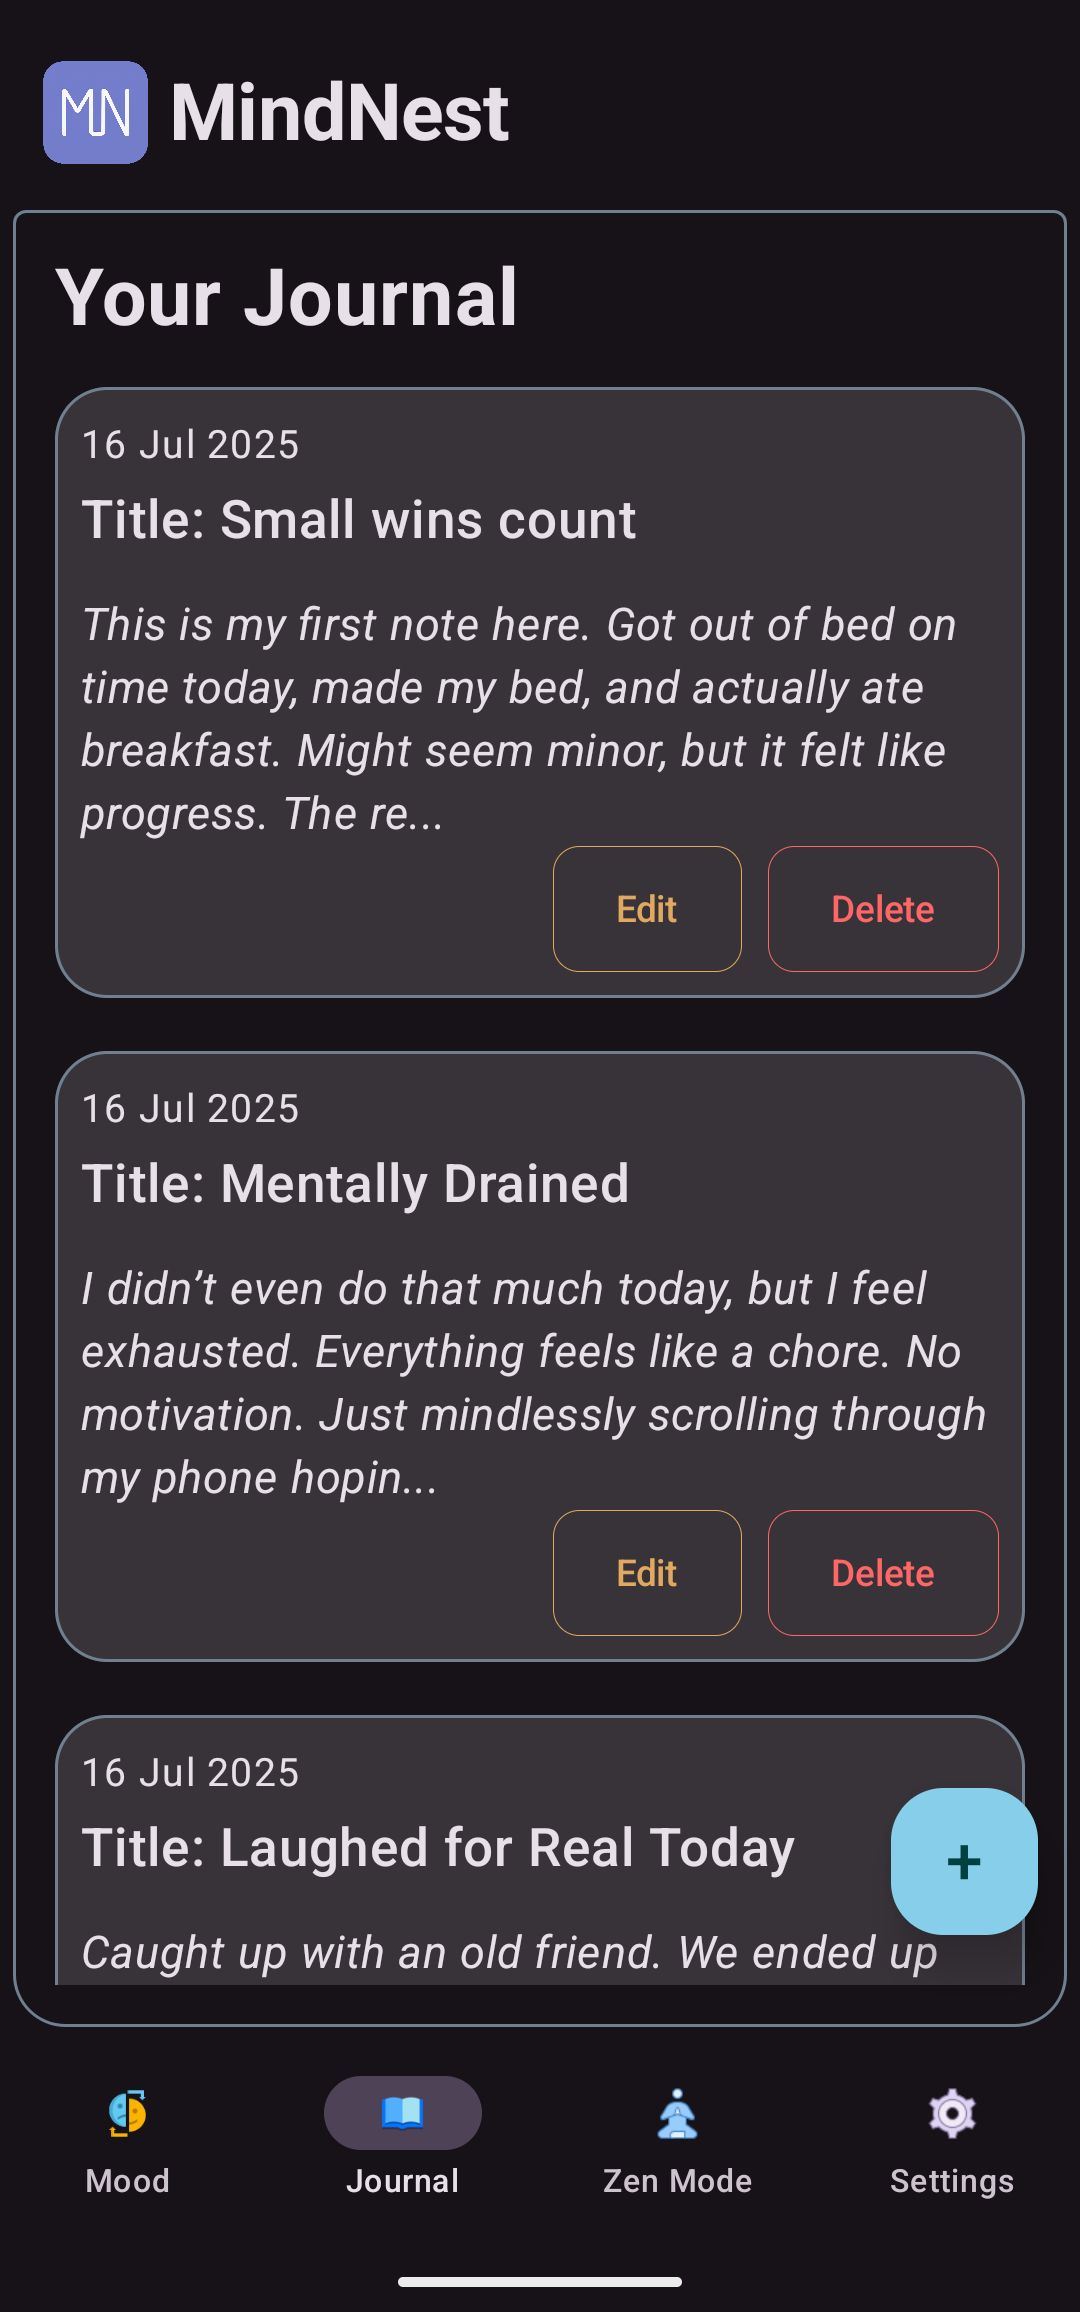 MN MindNest
Your Journal
16 Jul 2025
Title: Small wins count
This is my first note here. Got out of bed on
time today, made my bed, and actually ate
breakfast. Might seem minor, but it felt like
progress. The re...
Edit Delete
16 Jul 2025
Title: Mentally Drained
I didn’t even do that much today, but I feel
exhausted. Everything feels like a chore. No
motivation. Just mindlessly scrolling through
my phone hopin...
Edit Delete
16 Jul 2025
Title: Laughed for Real Today
+
Caught up with an old friend. We ended up
Mood Journal Zen Mode Settings